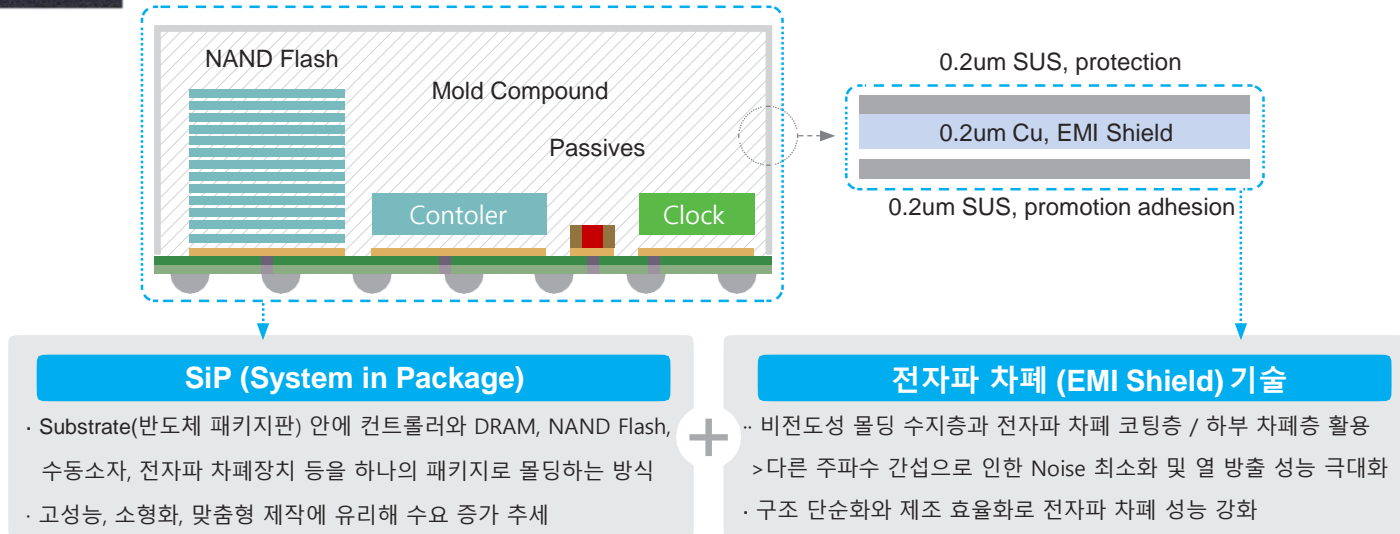 NAND Flash
Mold Compound
Passives
Contoler
Clock
0.2um SUS, protection
0.2um Cu, EMI Shield
0.2um SUS, promotion adhesion
SiP (System in Package)
· Substrate(반도체 패키지판) 안에 컨트롤러와 DRAM, NAND Flash,
수동소자, 전자파 차폐장치 등을 하나의 패키지로 몰딩하는 방식
· 고성능, 소형화, 맞춤형 제작에 유리해 수요 증가 추세
+
전자파 차폐 (EMI Shield) 기술
·· 비전도성 몰딩 수지층과 전자파 차폐 코팅층 / 하부 차폐층 활용
>다른 주파수 간섭으로 인한 Noise 최소화 및 열 방출 성능 극대화
· 구조 단순화와 제조 효율화로 전자파 차폐 성능 강화